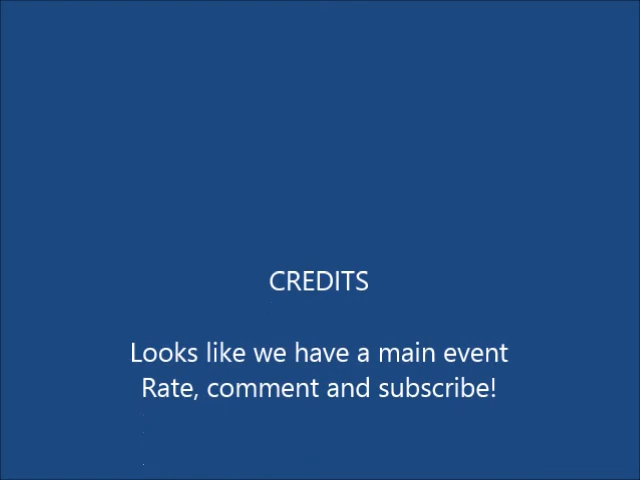 CREDITS
Looks like we have a main event
Rate, comment and subscribe!